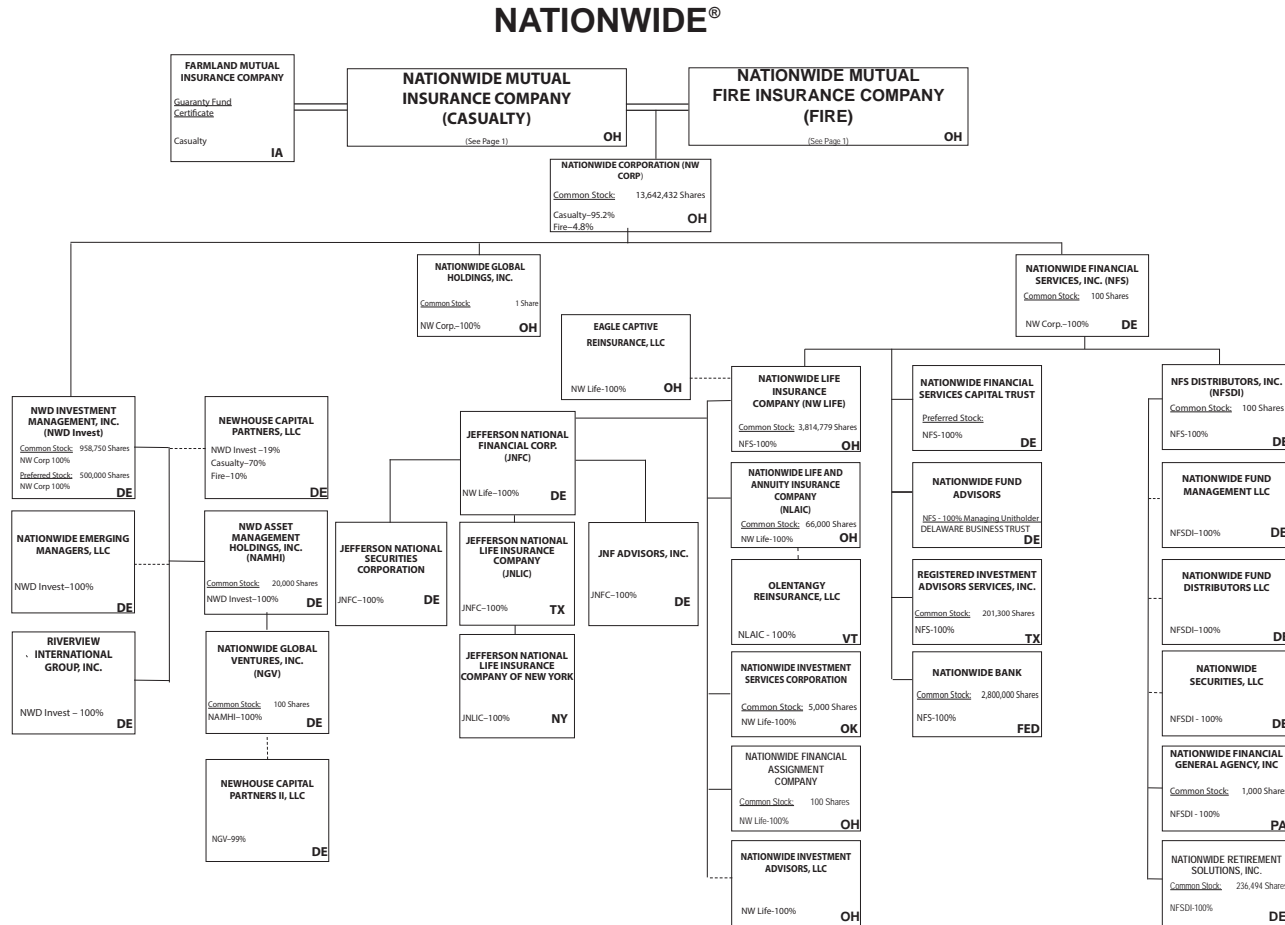 NATIONWIDE®
FARMLAND MUTUAL
INSURANCE COMPANY
Guaranty Fund
Certificate
Casualty
IA
NATIONWIDE MUTUAL
INSURANCE COMPANY
(CASUALTY)
(See Page 1)
OH
NATIONWIDE MUTUAL
FIRE INSURANCE COMPANY
(FIRE)
(See Page 1)
OH
NATIONWIDE CORPORATION (NW
CORP)
Common Stock: 13,642,432 Shares
Casualty–95.2%
OH
Fire–4.8%
NATIONWIDE GLOBAL
HOLDINGS, INC.
Common Stock: 1 Share
NW Corp.–100% OH
NATIONWIDE FINANCIAL
SERVICES, INC. (NFS)
Common Stock: 100 Shares
NW Corp.–100% DE
EAGLE CAPTIVE
REINSURANCE, LLC
NW Life-100% OH
NWD INVESTMENT
MANAGEMENT, INC.
(NWD Invest)
Common Stock: 958,750 Shares
NW Corp 100%
Preferred Stock: 500,000 Shares
NW Corp 100%
DE
NEWHOUSE CAPITAL
PARTNERS, LLC
NWD Invest –19%
Casualty–70%
Fire–10%
DE
NATIONWIDE EMERGING
MANAGERS, LLC
NWD Invest–100%
DE
NWD ASSET
MANAGEMENT
HOLDINGS, INC.
(NAMHI)
Common Stock: 20,000 Shares
NWD Invest–100% DE
RIVERVIEW
INTERNATIONAL
GROUP, INC.
NWD Invest – 100%
DE
NATIONWIDE GLOBAL
VENTURES, INC.
(NGV)
Common Stock: 100 Shares
NAMHI–100% DE
NEWHOUSE CAPITAL
PARTNERS II, LLC
NGV–99%
DE
JEFFERSON NATIONAL
FINANCIAL CORP.
(JNFC)
NW Life–100% DE
JEFFERSON NATIONAL
SECURITIES
CORPORATION
JNFC–100% DE
JEFFERSON NATIONAL
LIFE INSURANCE
COMPANY
(JNLIC)
JNFC–100% TX
JNF ADVISORS, INC.
JNFC–100% DE
JEFFERSON NATIONAL
LIFE INSURANCE
COMPANY OF NEW YORK
JNLIC–100% NY
NATIONWIDE LIFE
INSURANCE
COMPANY (NW LIFE)
Common Stock: 3,814,779 Shares
NFS-100% OH
NATIONWIDE LIFE AND
ANNUITY INSURANCE
COMPANY
(NLAIC)
Common Stock: 66,000 Shares
NW Life-100% OH
OLENTANGY
REINSURANCE, LLC
NLAIC - 100% VT
NATIONWIDE INVESTMENT
SERVICES CORPORATION
Common Stock: 5,000 Shares
NW Life-100%
OK
NATIONWIDE FINANCIAL
ASSIGNMENT
COMPANY
Common Stock: 100 Shares
NW Life-100%
OH
NATIONWIDE INVESTMENT
ADVISORS, LLC
NW Life-100% OH
NATIONWIDE FINANCIAL
SERVICES CAPITAL TRUST
Preferred Stock:
NFS-100% DE
NATIONWIDE FUND
ADVISORS
NFS - 100% Managing Unitholder
DELAWARE BUSINESS TRUST
DE
REGISTERED INVESTMENT
ADVISORS SERVICES, INC.
Common Stock: 201,300 Shares
NFS-100%
TX
NATIONWIDE BANK
Common Stock: 2,800,000 Shares
NFS-100%
FED
NFS DISTRIBUTORS, INC.
(NFSDI)
Common Stock: 100 Shares
NFS-100% DE
NATIONWIDE FUND
MANAGEMENT LLC
NFSDI–100% DE
NATIONWIDE FUND
DISTRIBUTORS LLC
NFSDI–100% DE
NATIONWIDE
SECURITIES, LLC
NFSDI - 100% DE
NATIONWIDE FINANCIAL
GENERAL AGENCY, INC
Common Stock: 1,000 Shares
NFSDI - 100%
PA
NATIONWIDE RETIREMENT
SOLUTIONS, INC.
Common Stock: 236,494 Shares
NFSDI-100% DE